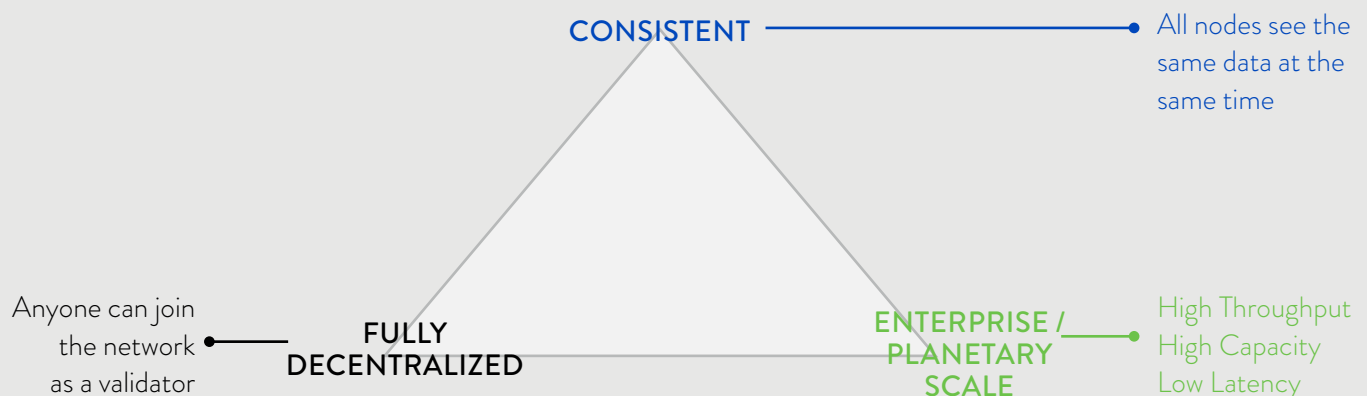 CONSISTENT
All nodes see the
same data at the
same time
Anyone can join
the network
as a validator
FULLY
DECENTRALIZED
ENTERPRISE /
PLANETARY
SCALE
High Throughput
High Capacity
Low Latency